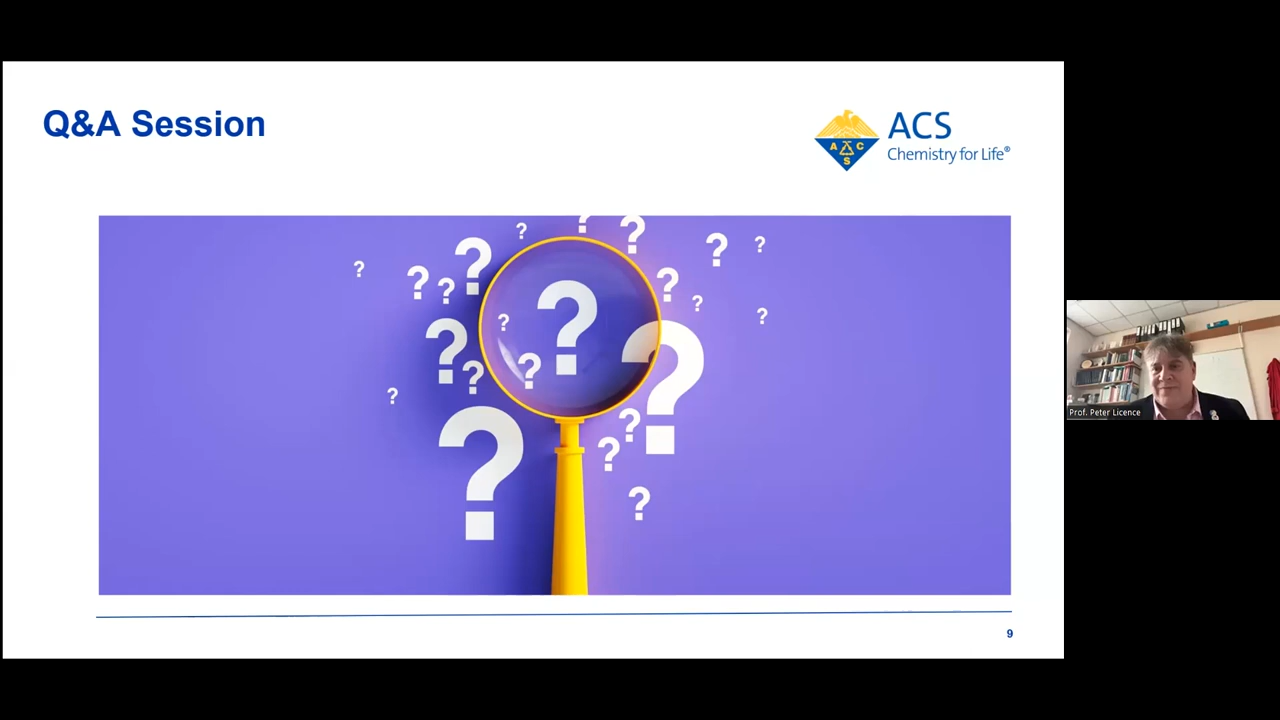 Q&A Session
ACS
Chemistry for Life®
A C
S
? ? ? ? ? ? ? ? ? ? ? ? ? ? ? ? ? ? ? ? ? ? ?
9
Prof. Peter Licence